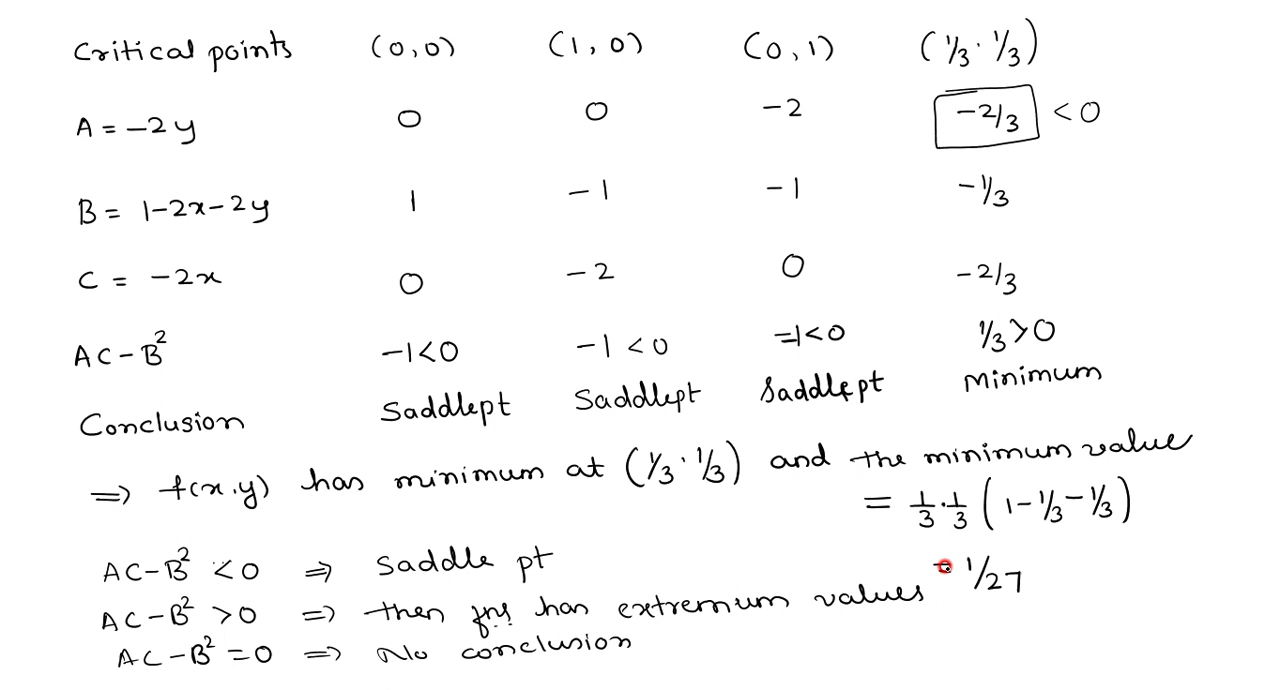 Critical points (0,0) (1,0) (0,1) (1/3, 1/3)
A = -2y 0 0 -2 -2/3 < 0
B = 1-2x-2y 1 -1 -1 -1/3
C = -2x 0 -2 0 -2/3
AC-B² -1<0 -1<0 -1<0 1/3>0
Conclusion Saddlept Saddlept Saddlept Minimum
=> f(x,y) has minimum at (1/3, 1/3) and the minimum value
= 1/3·1/3 (1-1/3-1/3)
= 1/27
AC-B² <0 => Saddle pt
AC-B² >0 => then fns has extremum values
AC-B² =0 => No conclusion